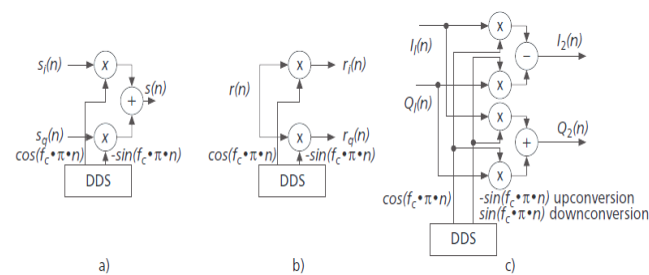 sᵢ(n)
X
s(n)
+
s_q(n)
X
cos(f_c•π•n)
-sin(f_c•π•n)
DDS
a)
X
rᵢ(n)
r(n)
X
r_q(n)
cos(f_c•π•n)
-sin(f_c•π•n)
DDS
b)
X
I₁(n)
I₂(n)
−
X
Q₁(n)
X
Q₂(n)
+
X
cos(f_c•π•n)
-sin(f_c•π•n) upconversion
sin(f_c•π•n) downconversion
DDS
c)